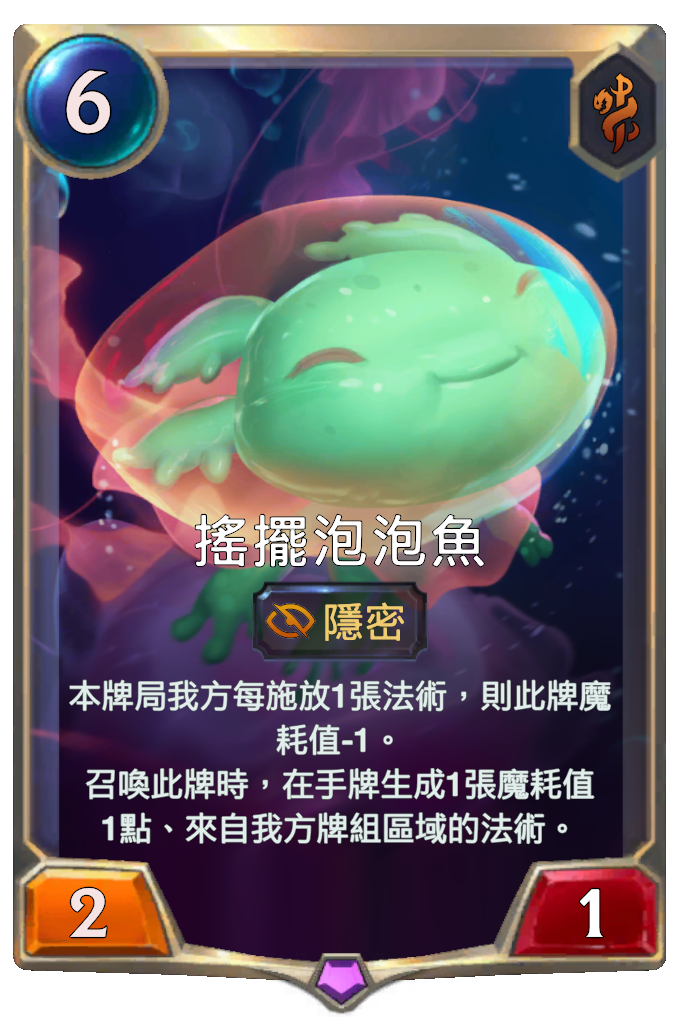 6
搖擺泡泡魚
隱密
本牌局我方每施放1張法術，則此牌魔
耗值-1。
召喚此牌時，在手牌生成1張魔耗值
1點、來自我方牌組區域的法術。
2
1